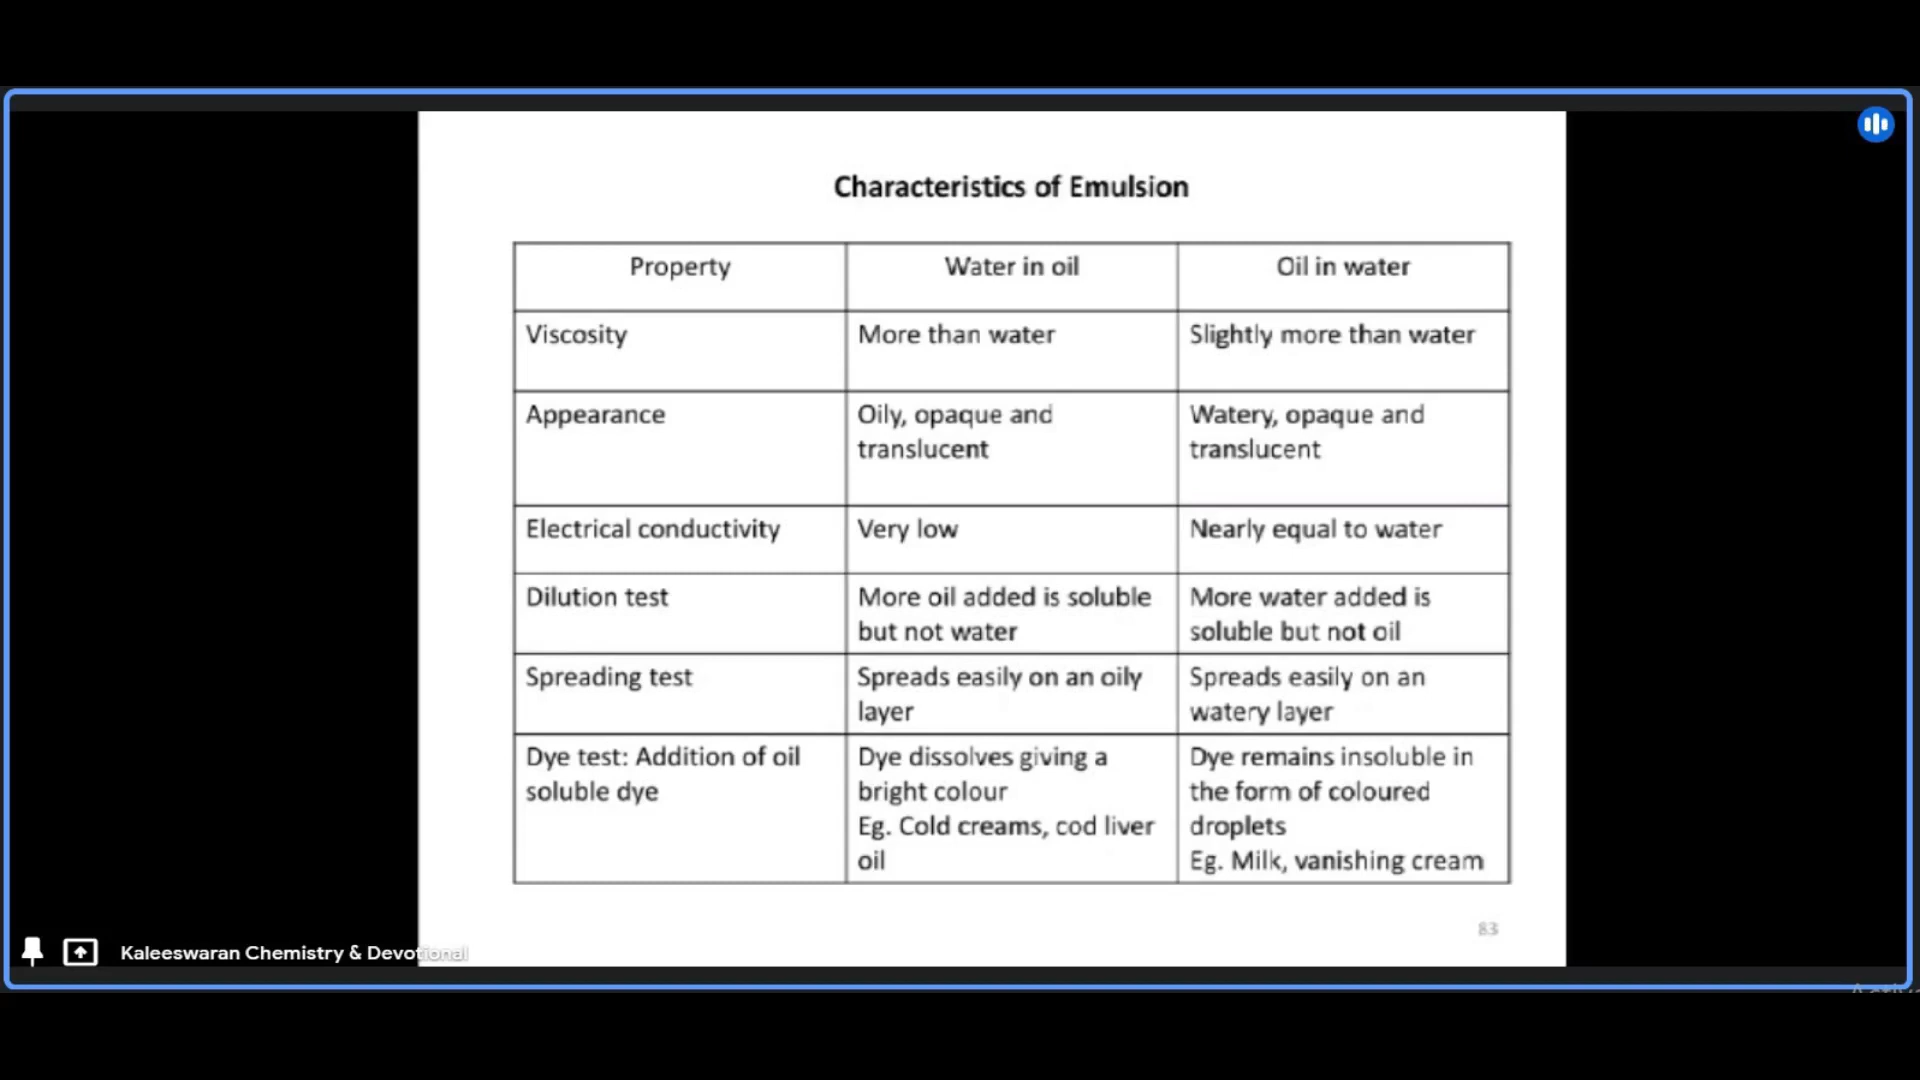 Characteristics of Emulsion
Property
Water in oil
Oil in water
Viscosity
More than water
Slightly more than water
Appearance
Oily, opaque and
translucent
Watery, opaque and
translucent
Electrical conductivity
Very low
Nearly equal to water
Dilution test
More oil added is soluble
but not water
More water added is
soluble but not oil
Spreading test
Spreads easily on an oily
layer
Spreads easily on an
watery layer
Dye test: Addition of oil
soluble dye
Dye dissolves giving a
bright colour
Eg. Cold creams, cod liver
oil
Dye remains insoluble in
the form of coloured
droplets
Eg. Milk, vanishing cream
83
Kaleeswaran Chemistry & Devotional